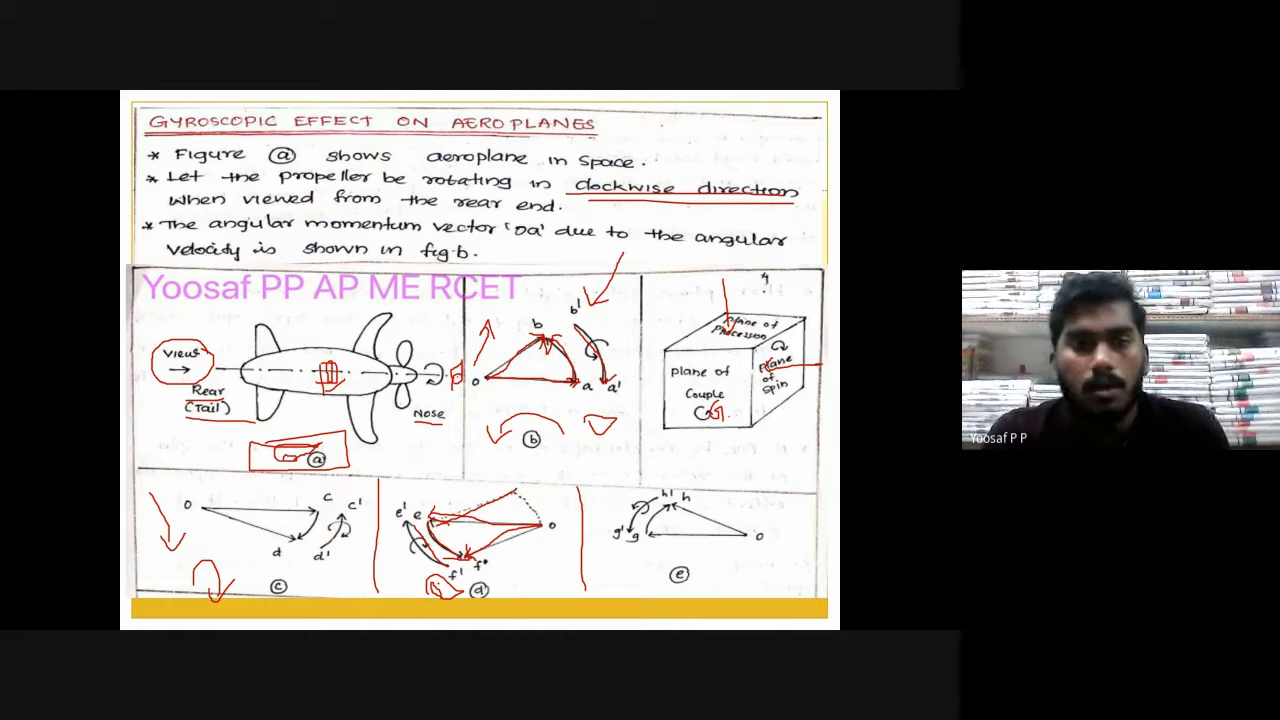 GYROSCOPIC EFFECT ON AEROPLANES
* Figure ⓐ shows aeroplane in Space.
* Let the propeller be rotating in clockwise direction
when viewed from the rear end.
* The angular momentum vector 'oa' due to the angular
velocity is shown in fig.b.
Yoosaf PP AP ME RCET
View
Rear
(Tail)
Nose
ⓐ
b'
b
o
a
a'
ⓑ
Plane of
Precession
plane of
Couple
Plane
of
Spin
o
c
c'
d
d'
ⓒ
e'
e
o
f'
f
ⓓ
h'
h
g'
g
o
ⓔ
Yoosaf P P